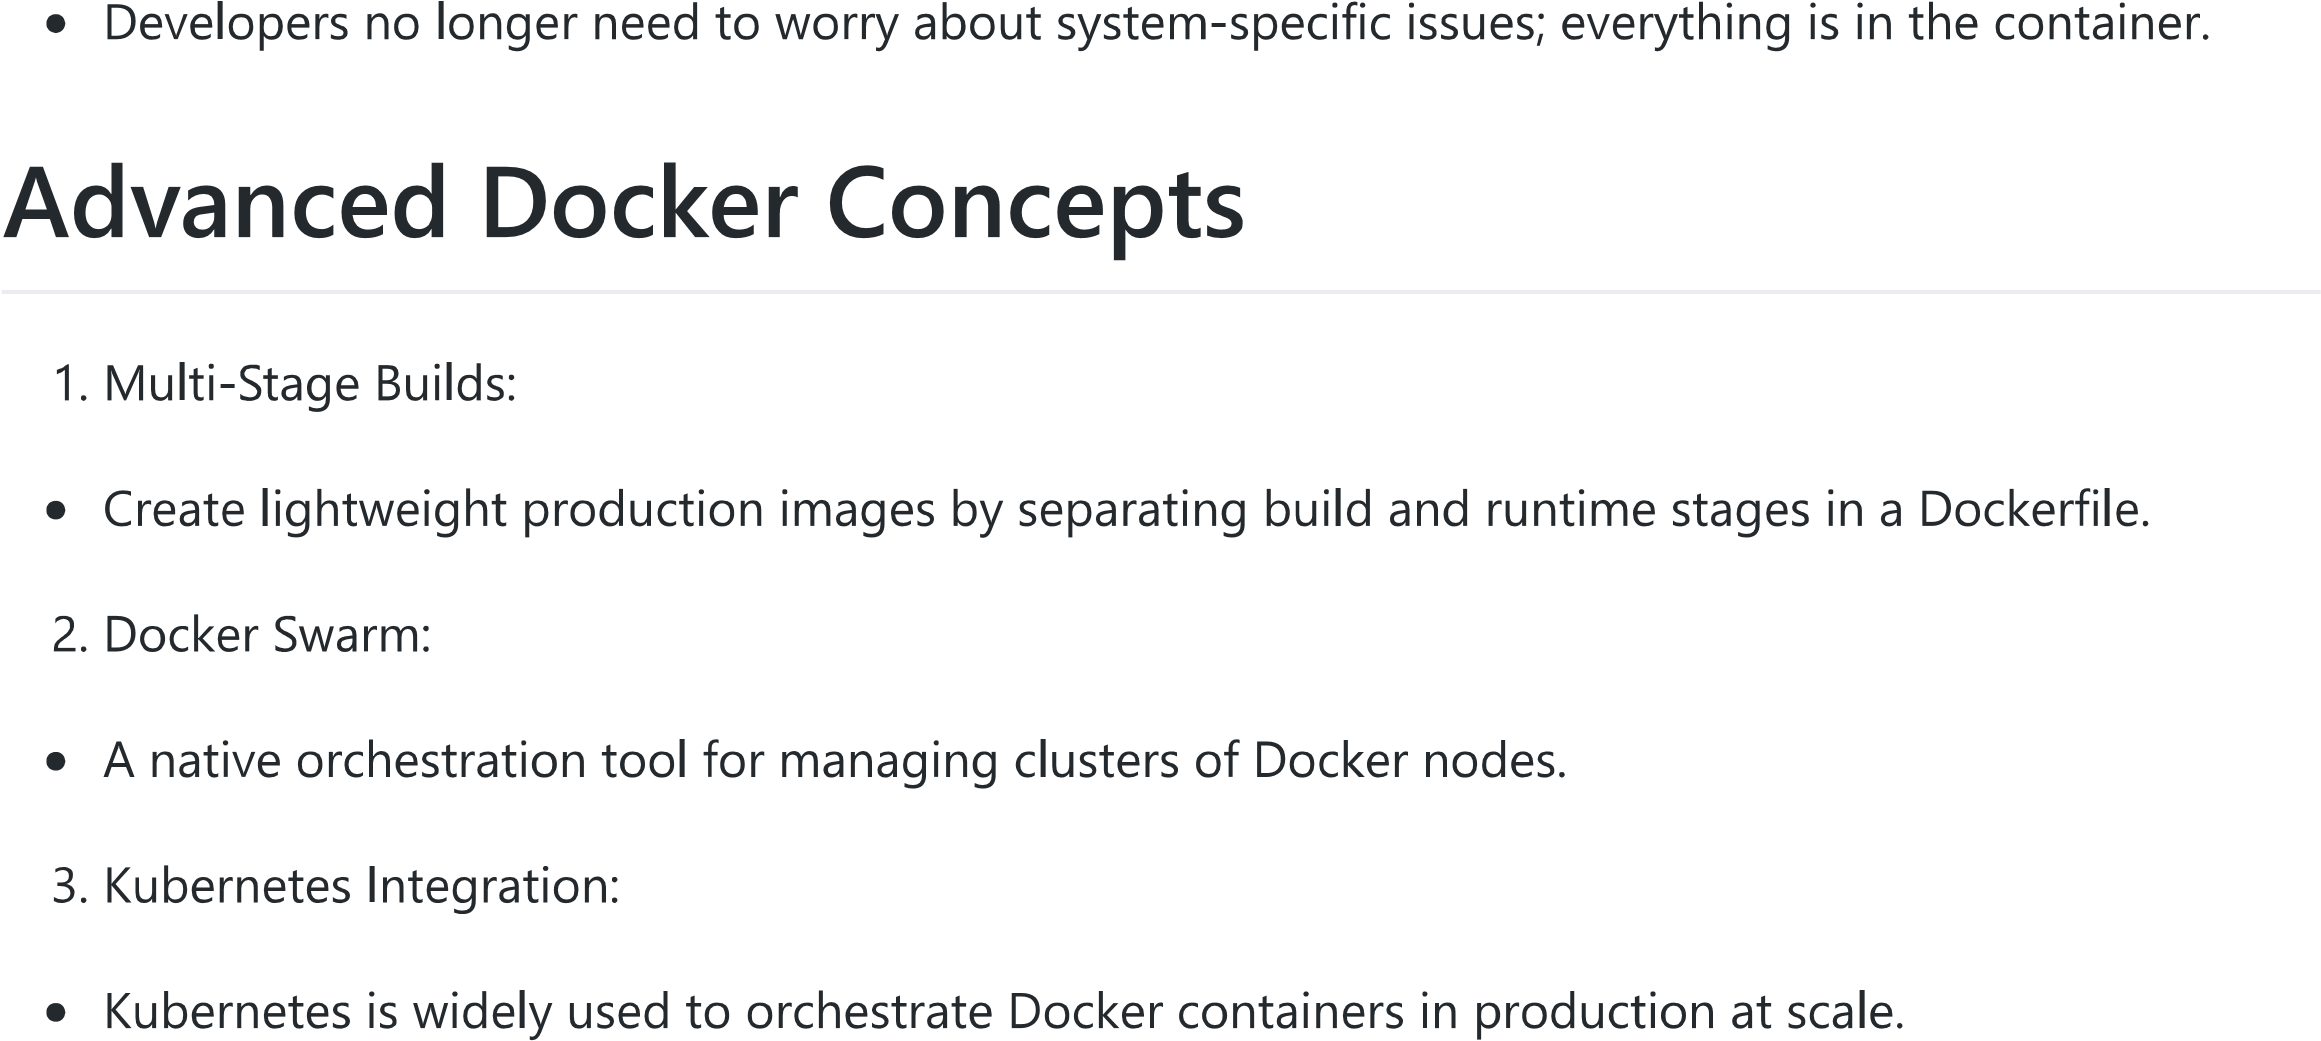 • Developers no longer need to worry about system-specific issues; everything is in the container.
Advanced Docker Concepts
1. Multi-Stage Builds:
• Create lightweight production images by separating build and runtime stages in a Dockerfile.
2. Docker Swarm:
• A native orchestration tool for managing clusters of Docker nodes.
3. Kubernetes Integration:
• Kubernetes is widely used to orchestrate Docker containers in production at scale.